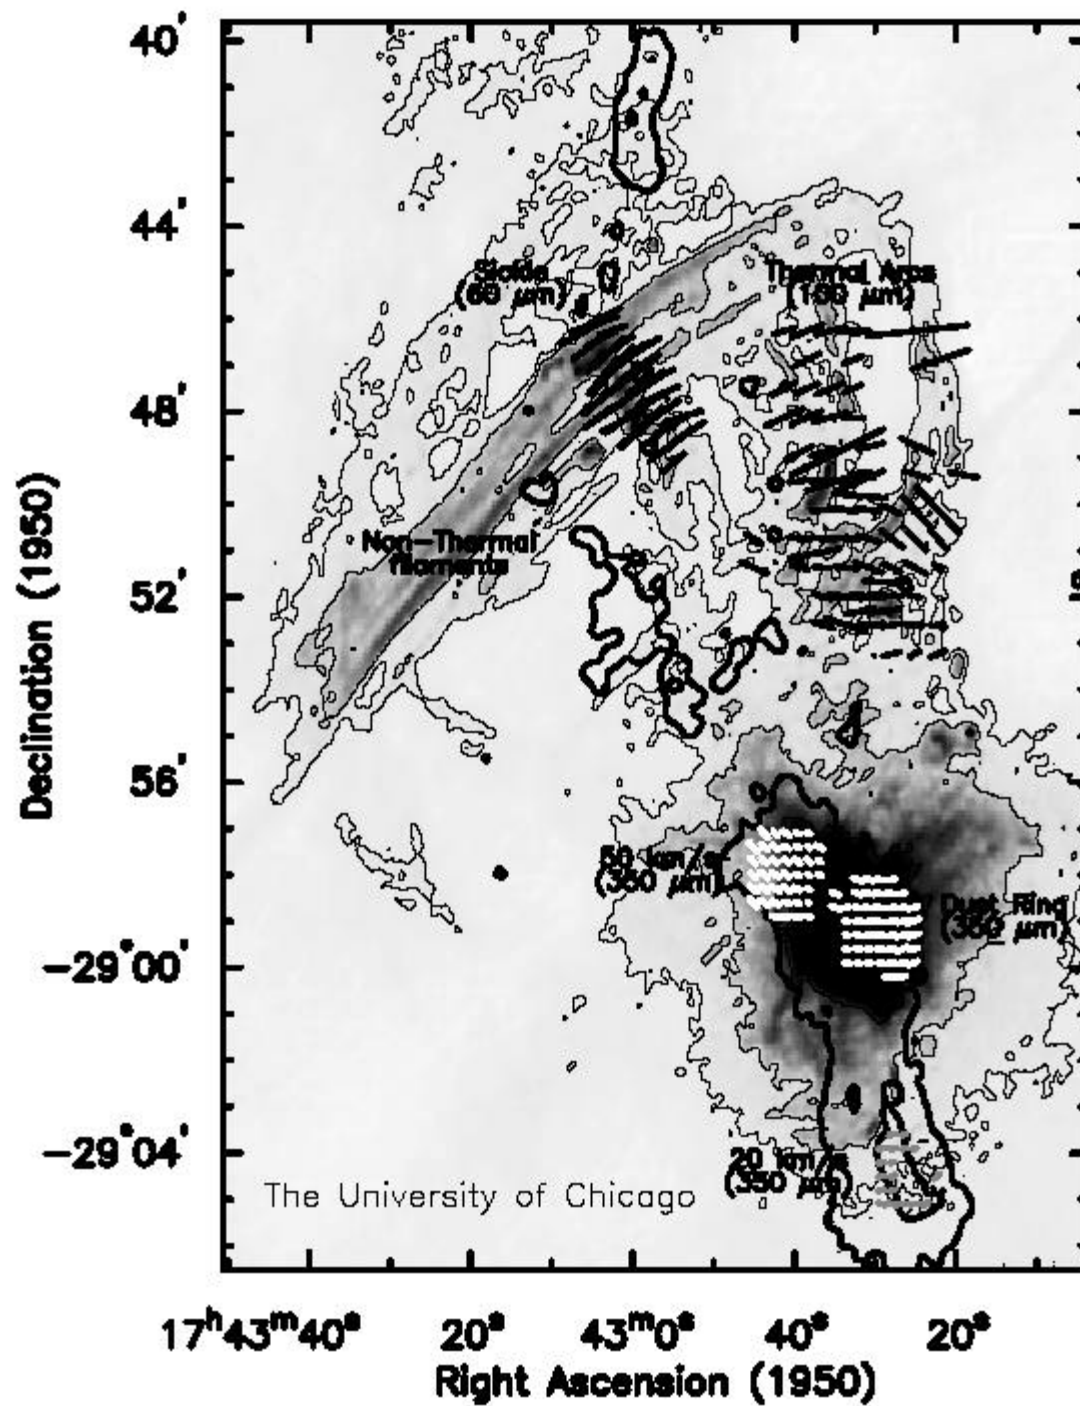 40'
44'
Sickle
(60 μm)
Thermal Arcs
(100 μm)
48'
Non-Thermal
filaments
52'
56'
50 km/s
(350 μm)
Dust Ring
(350 μm)
-29°00'
-29°04'
20 km/s
(350 μm)
The University of Chicago
17ʰ43ᵐ40ˢ 20ˢ 43ᵐ0ˢ 40ˢ 20ˢ
Right Ascension (1950)
Declination (1950)